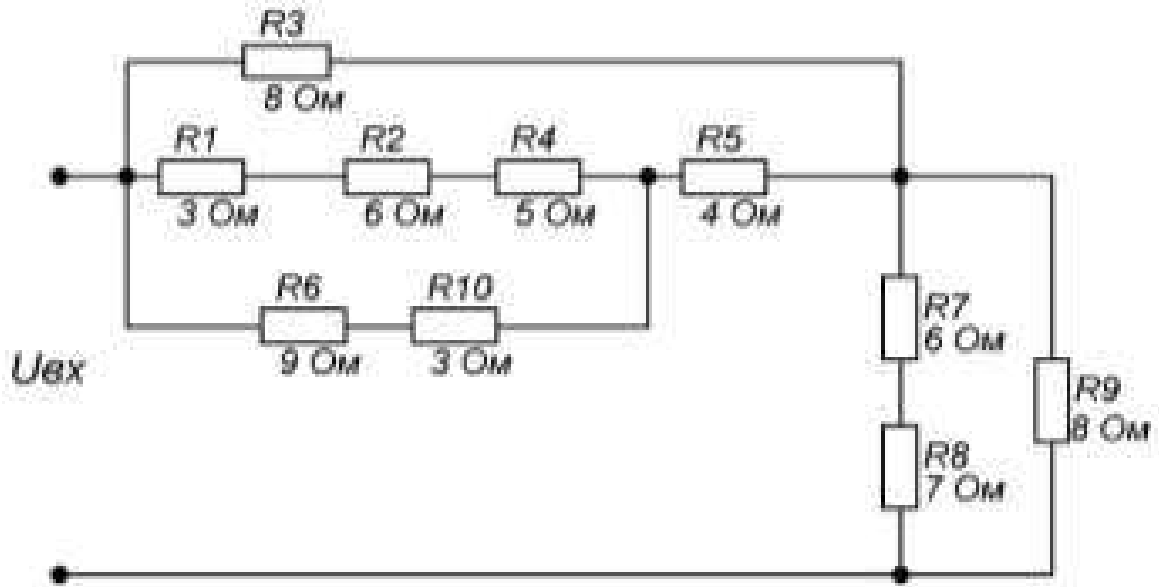 R3
8 Ом
R1
3 Ом
R2
6 Ом
R4
5 Ом
R5
4 Ом
R6
9 Ом
R10
3 Ом
Uвх
R7
6 Ом
R8
7 Ом
R9
8 Ом